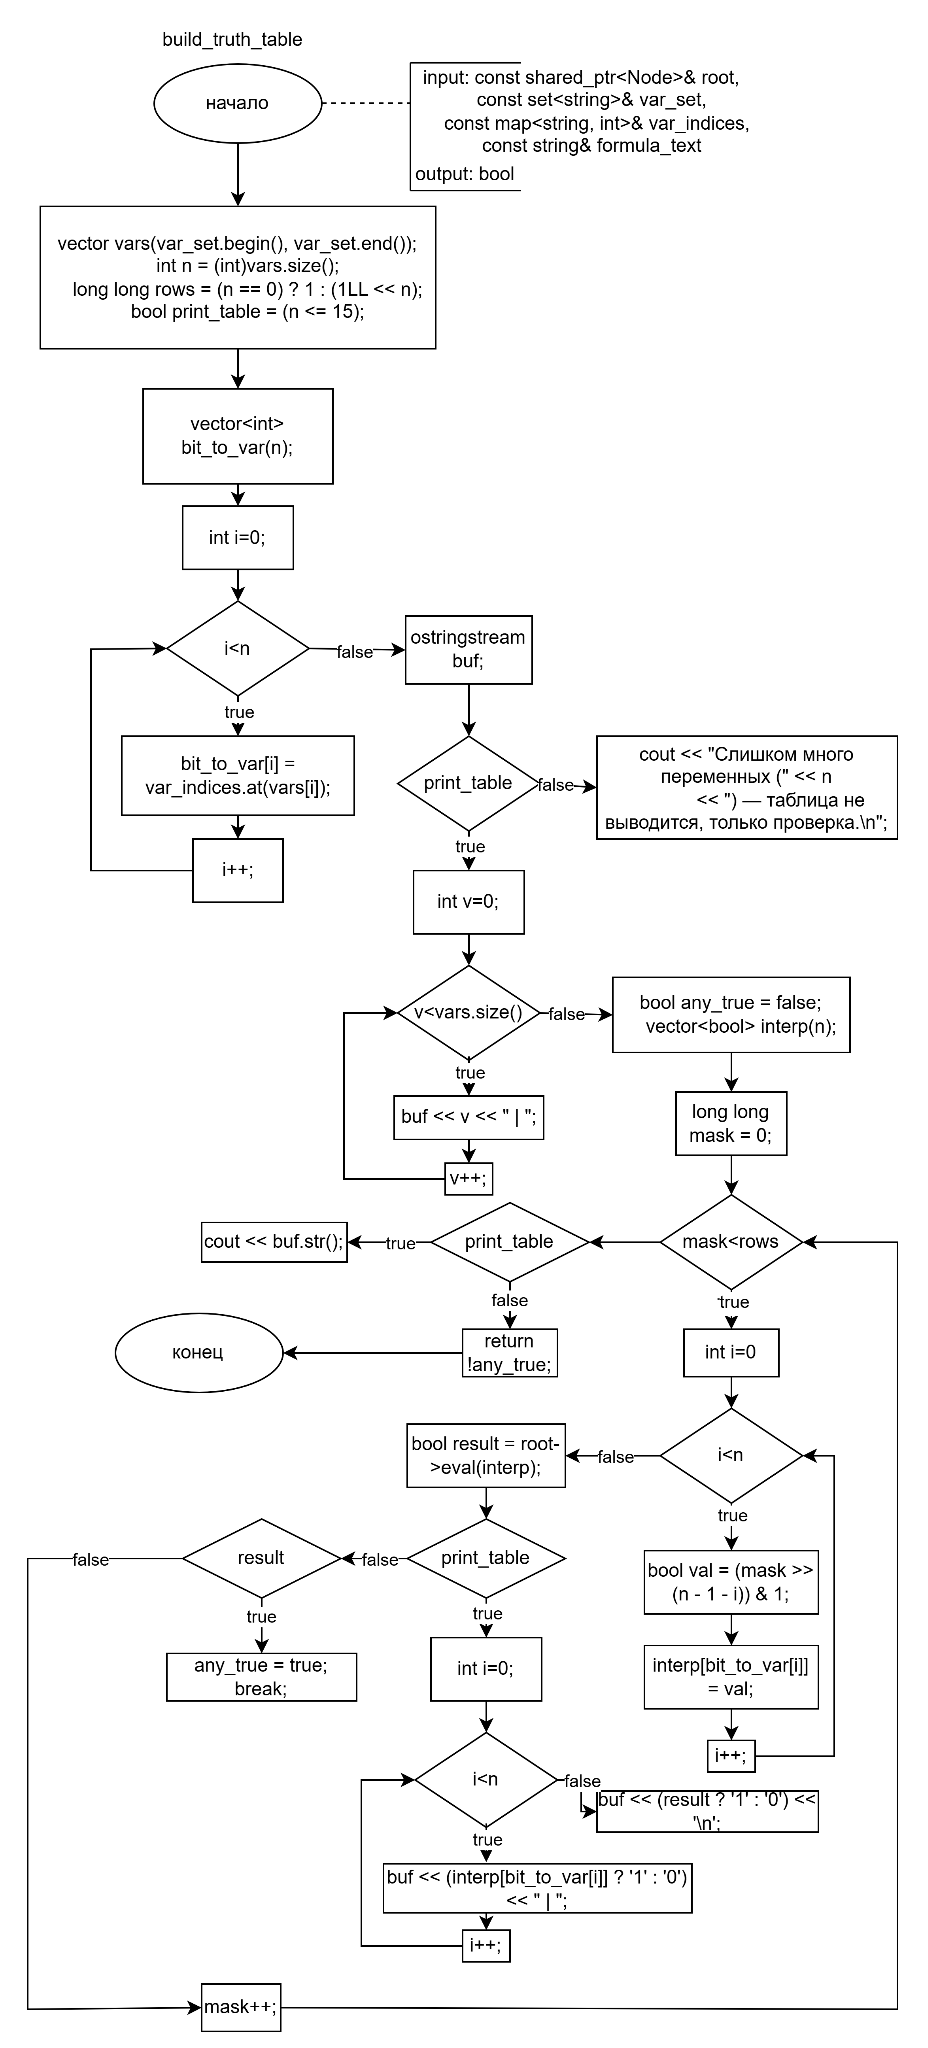 build_truth_table
начало
input: const shared_ptr<Node>& root,
const set<string>& var_set,
const map<string, int>& var_indices,
const string& formula_text
output: bool
vector vars(var_set.begin(), var_set.end());
int n = (int)vars.size();
long long rows = (n == 0) ? 1 : (1LL << n);
bool print_table = (n <= 15);
vector<int>
bit_to_var(n);
int i=0;
i<n
false
ostringstream
buf;
true
bit_to_var[i] =
var_indices.at(vars[i]);
i++;
print_table
false
cout << "Слишком много
переменных (" << n
<< ") — таблица не
выводится, только проверка.\n";
true
int v=0;
v<vars.size()
false
bool any_true = false;
vector<bool> interp(n);
true
buf << v << " | ";
v++;
long long
mask = 0;
mask<rows
print_table
true
cout << buf.str();
false
return
!any_true;
конец
true
int i=0
i<n
false
bool result = root-
>eval(interp);
true
bool val = (mask >>
(n - 1 - i)) & 1;
interp[bit_to_var[i]]
= val;
i++;
print_table
false
result
false
true
any_true = true;
break;
true
int i=0;
i<n
false
buf << (result ? '1' : '0') <<
'\n';
true
buf << (interp[bit_to_var[i]] ? '1' : '0')
<< " | ";
i++;
mask++;